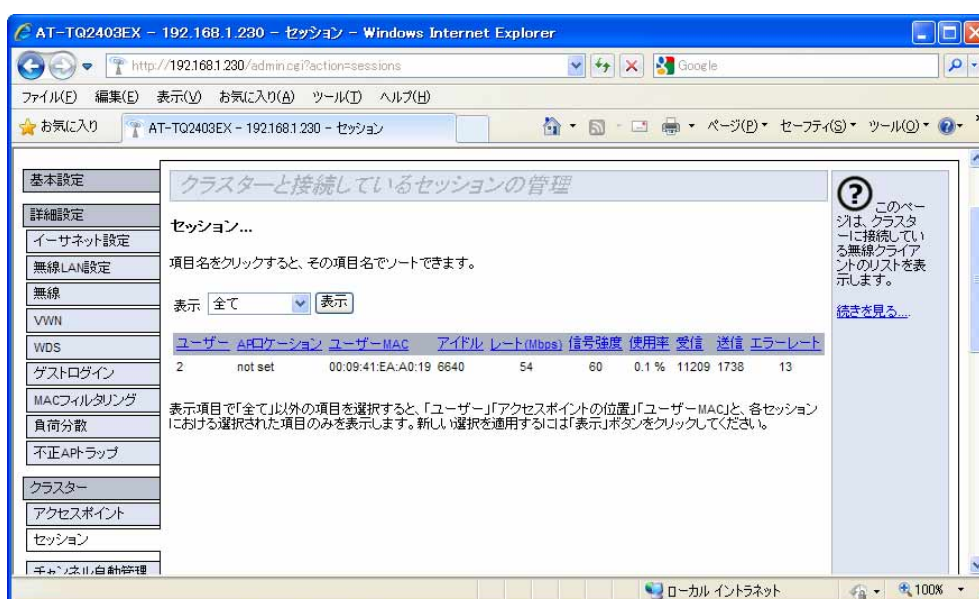 AT-TQ2403EX - 192.168.1.230 - セッション - Windows Internet Explorer
http://192.168.1.230/admin.cgi?action=sessions
Google
ファイル(F) 編集(E) 表示(V) お気に入り(A) ツール(T) ヘルプ(H)
お気に入り
AT-TQ2403EX - 192.168.1.230 - セッション
ページ(P) セーフティ(S) ツール(O)
基本設定
詳細設定
イーサネット設定
無線LAN設定
無線
VWN
WDS
ゲストログイン
MACフィルタリング
負荷分散
不正APトラップ
クラスター
アクセスポイント
セッション
チャンネル自動管理
クラスターと接続しているセッションの管理
セッション...
項目名をクリックすると、その項目名でソートできます。
表示 全て 表示
ユーザー APロケーション ユーザーMAC アイドル レート(Mbps) 信号強度 使用率 受信 送信 エラーレート
2 not set 00:09:41:EA:A0:19 6640 54 60 0.1 % 11209 1738 13
表示項目で「全て」以外の項目を選択すると、「ユーザー」「アクセスポイントの位置」「ユーザーMAC」と、各セッション
における選択された項目のみを表示します。新しい選択を適用するには「表示」ボタンをクリックしてください。
?
このペー
ジは、クラスタ
ーに接続してい
る無線クライア
ントのリストを表
示します。
続きを見る....
ローカル イントラネット
100%